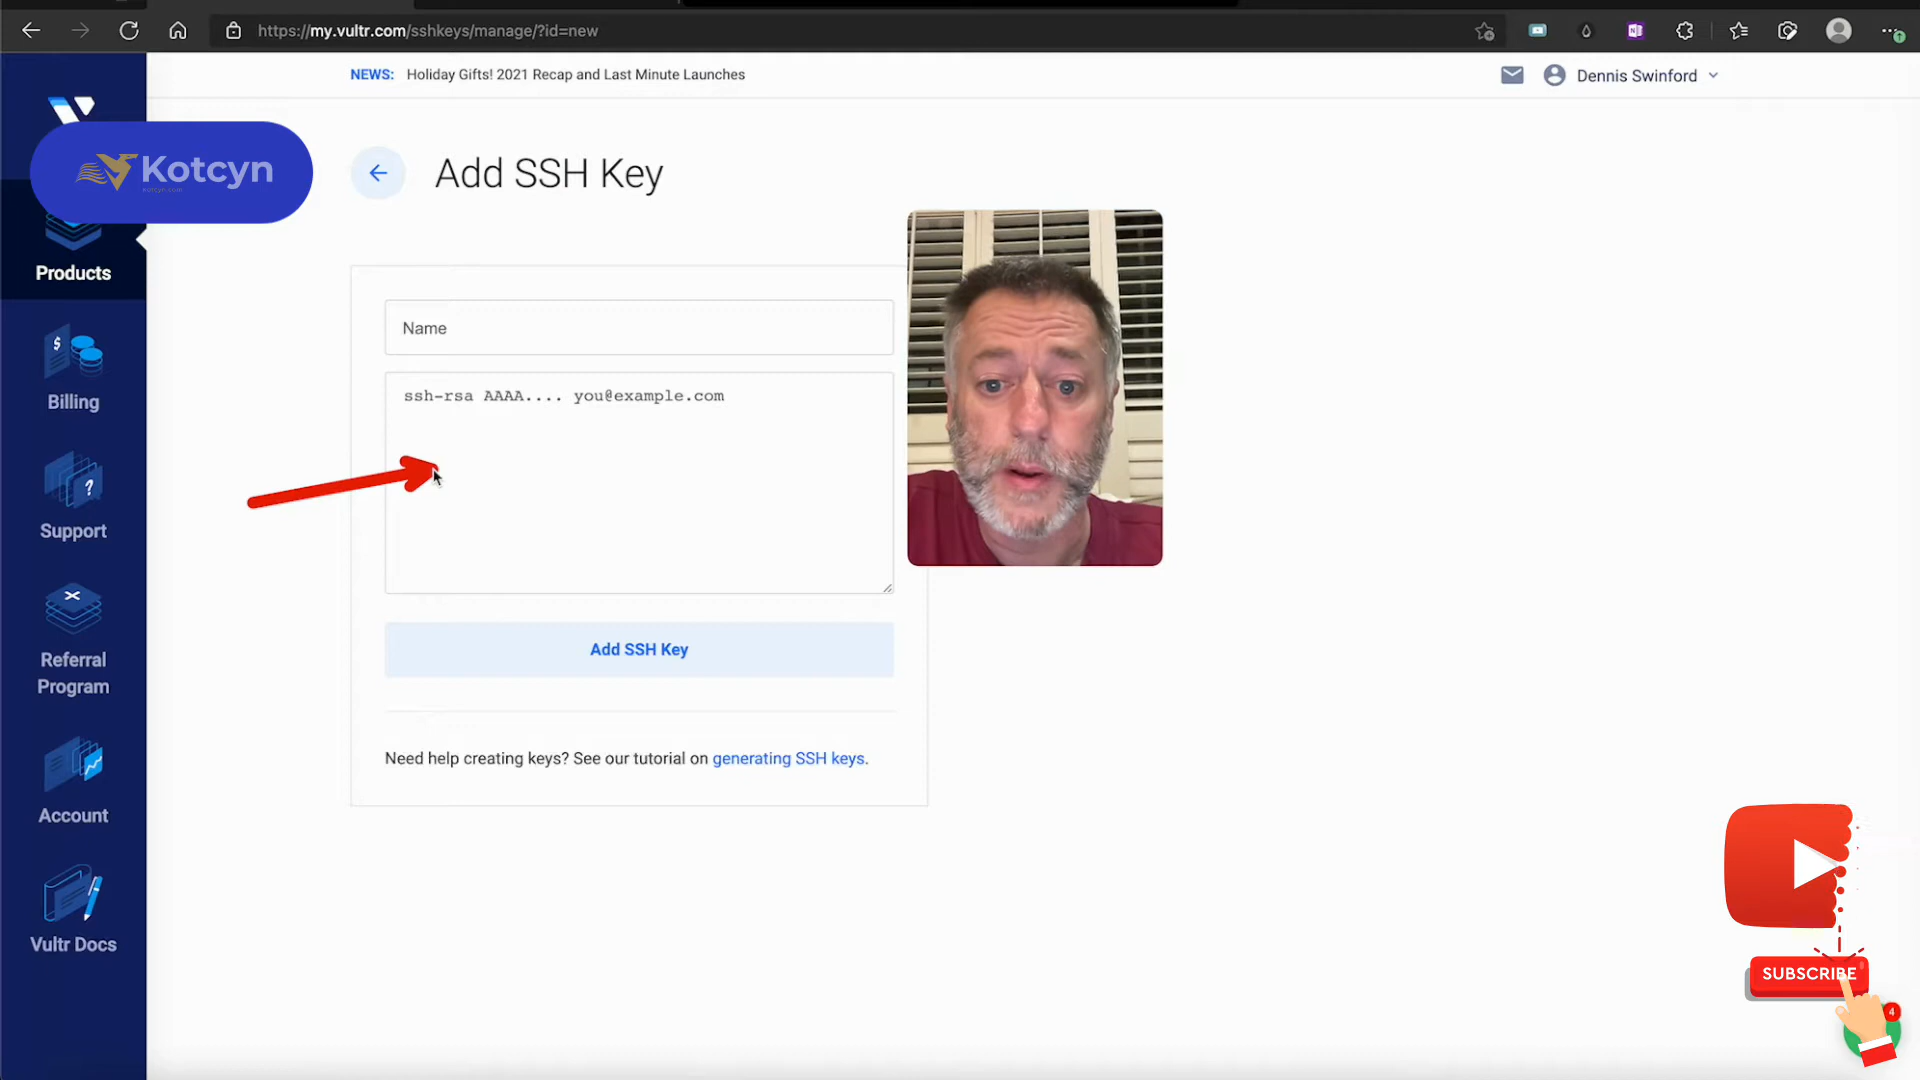 https://my.vultr.com/sshkeys/manage/?id=new
NEWS: Holiday Gifts! 2021 Recap and Last Minute Launches
Dennis Swinford
Kotcyn
kotcyn.com
Add SSH Key
Products
Name
Billing
ssh-rsa AAAA.... you@example.com
Support
Add SSH Key
Referral
Program
Need help creating keys? See our tutorial on generating SSH keys.
Account
Vultr Docs
SUBSCRIBE
4